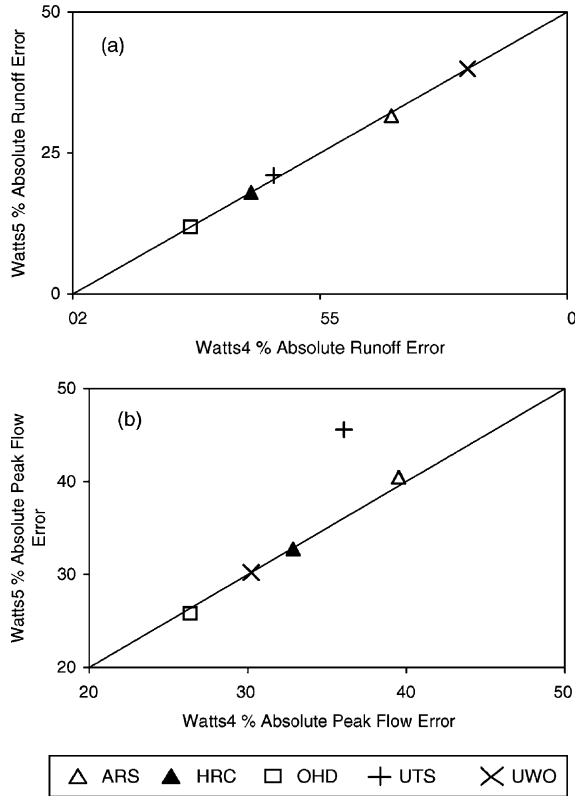 50
(a)
Watts5 % Absolute Runoff Error
25
0
02
55
0
Watts4 % Absolute Runoff Error
50
(b)
Watts5 % Absolute Peak Flow
Error
40
30
20
20
30
40
50
Watts4 % Absolute Peak Flow Error
ARS HRC OHD UTS UWO